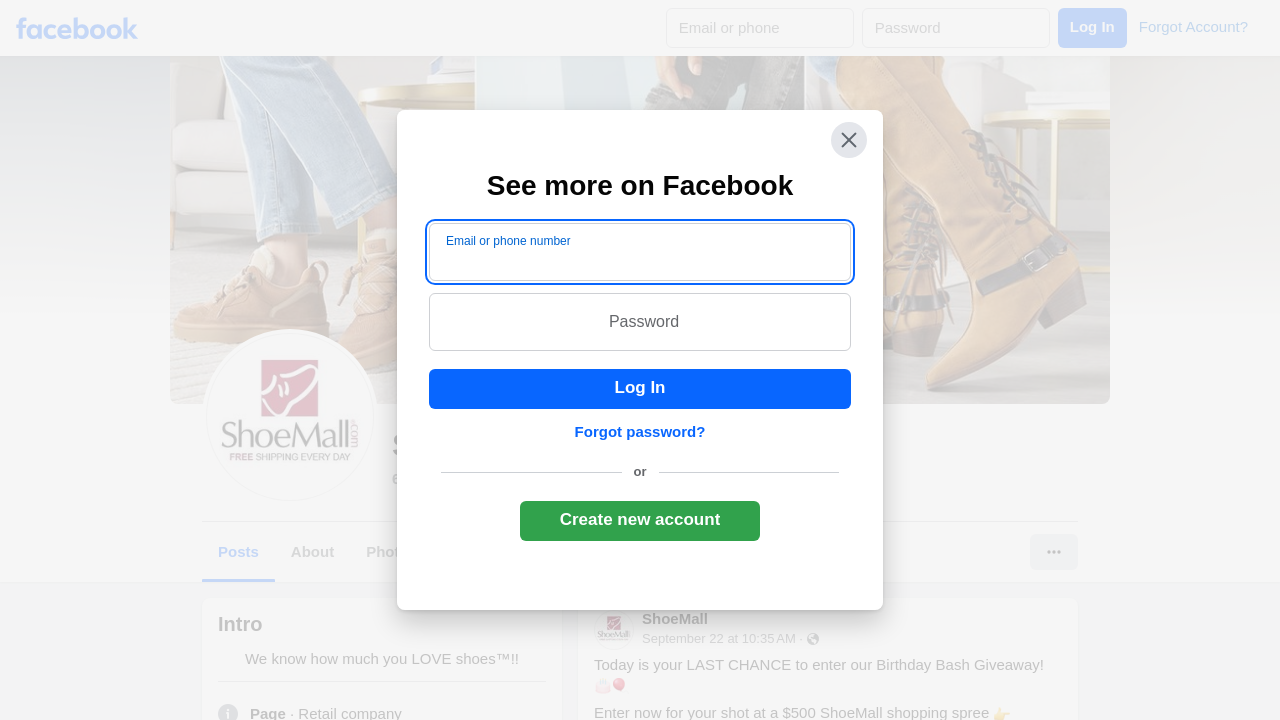 facebook
Email or phone
Password
Log In
Forgot Account?
See more on Facebook
Email or phone number
Password
Log In
Forgot password?
or
Create new account
ShoeMall
.com
FREE SHIPPING EVERY DAY
Posts
About
Intro
We know how much you LOVE shoes™!!
Page · Retail company
ShoeMall
ShoeMall
September 22 at 10:35 AM ·
Today is your LAST CHANCE to enter our Birthday Bash Giveaway!
Enter now for your shot at a $500 ShoeMall shopping spree